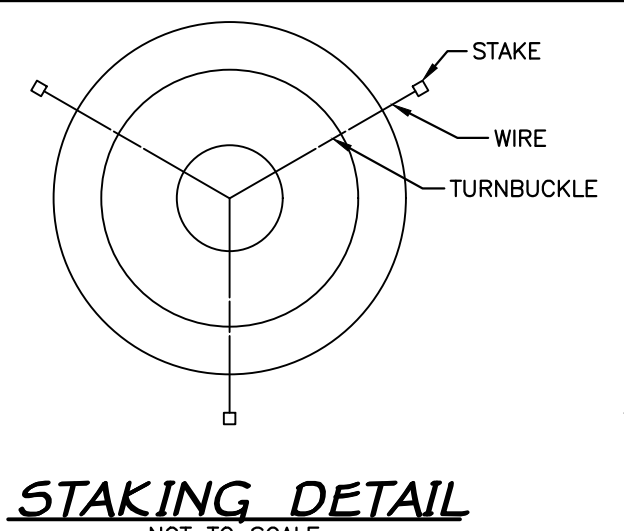 STAKE
WIRE
TURNBUCKLE
STAKING DETAIL
NOT TO SCALE